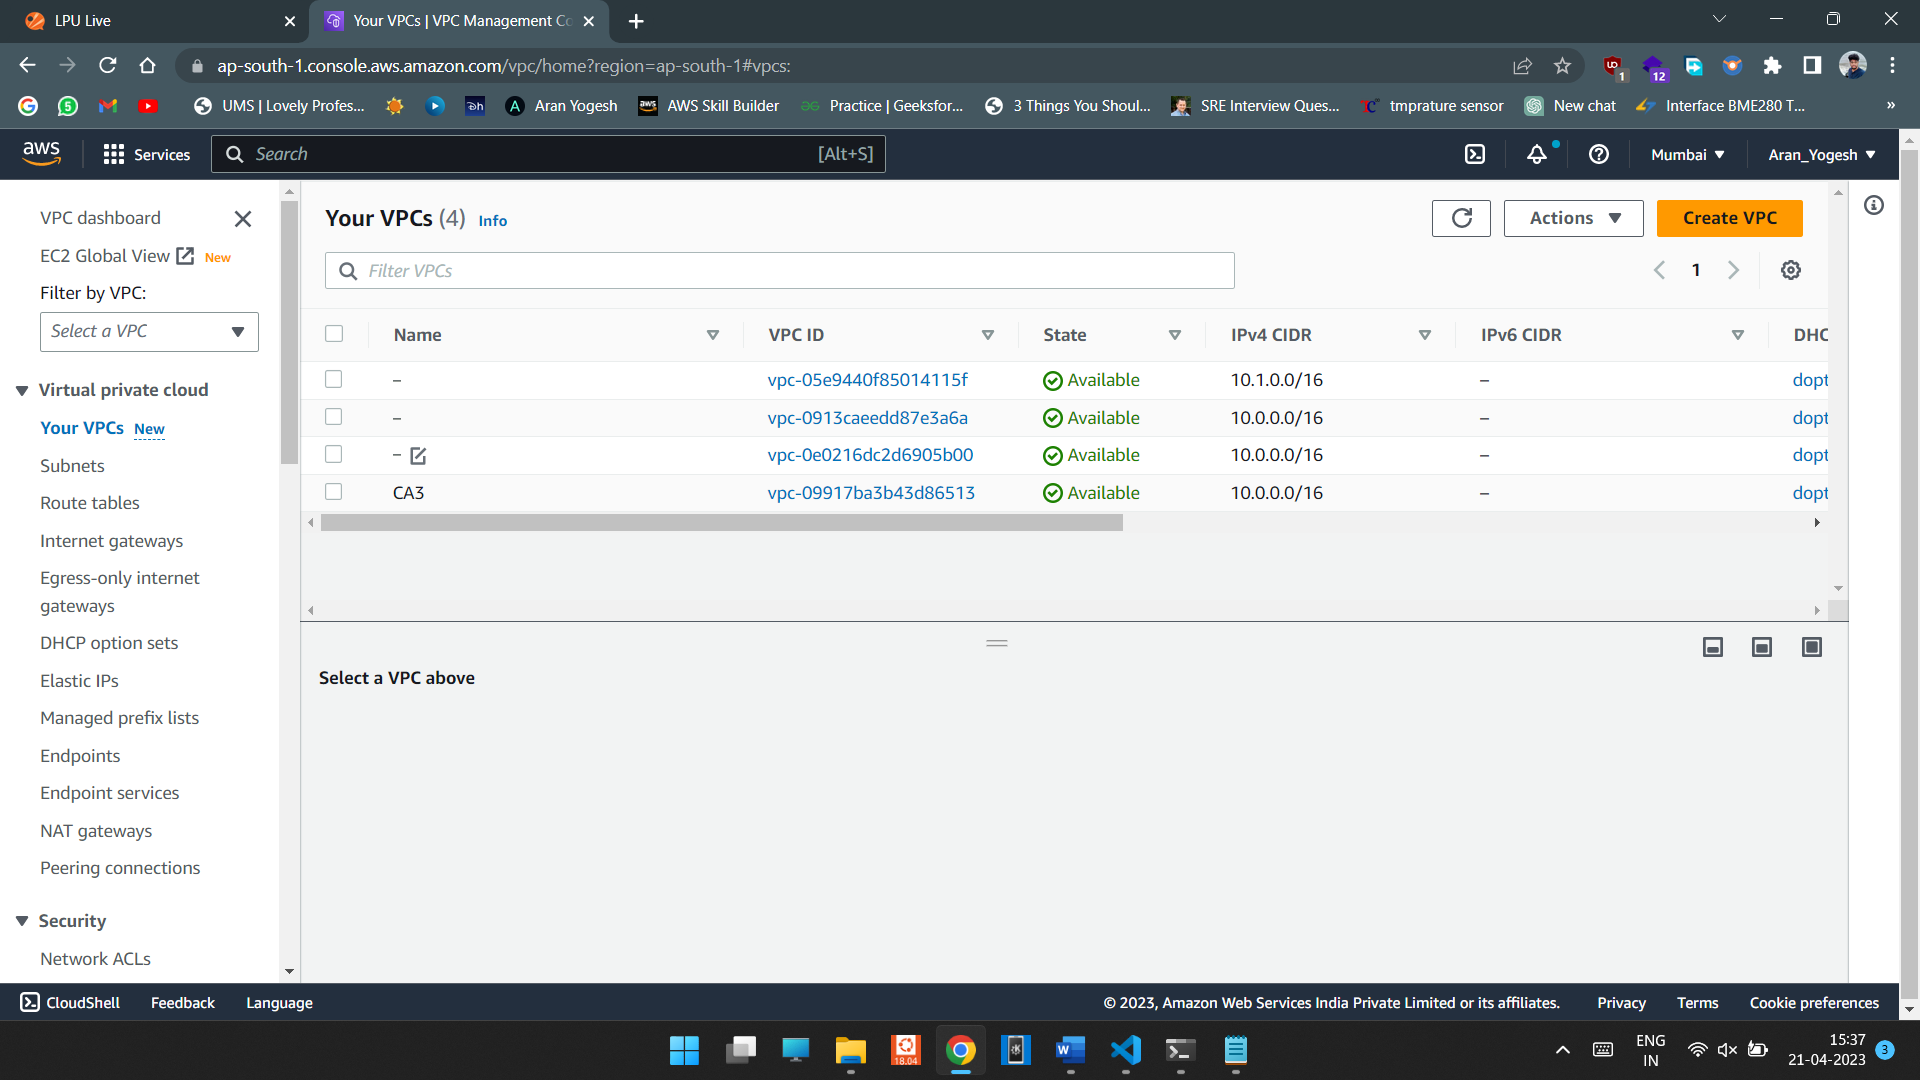 LPU Live
Your VPCs | VPC Management Co
ap-south-1.console.aws.amazon.com/vpc/home?region=ap-south-1#vpcs:
1
12
5
UMS | Lovely Profes...
Dh
A
Aran Yogesh
aws
AWS Skill Builder
Practice | Geeksfor...
3 Things You Shoul...
SRE Interview Ques...
tmprature sensor
New chat
Interface BME280 T...
»
aws
Services
Search
[Alt+S]
Mumbai
Aran_Yogesh
VPC dashboard
EC2 Global View New
Filter by VPC:
Select a VPC
Virtual private cloud
Your VPCs New
Subnets
Route tables
Internet gateways
Egress-only internet
gateways
DHCP option sets
Elastic IPs
Managed prefix lists
Endpoints
Endpoint services
NAT gateways
Peering connections
Security
Network ACLs
Your VPCs (4) Info
Actions
Create VPC
Filter VPCs
1
Name VPC ID State IPv4 CIDR IPv6 CIDR DHC
– vpc-05e9440f85014115f Available 10.1.0.0/16 – dopt
– vpc-0913caeedd87e3a6a Available 10.0.0.0/16 – dopt
– vpc-0e0216dc2d6905b00 Available 10.0.0.0/16 – dopt
CA3 vpc-09917ba3b43d86513 Available 10.0.0.0/16 – dopt
Select a VPC above
CloudShell
Feedback
Language
© 2023, Amazon Web Services India Private Limited or its affiliates.
Privacy
Terms
Cookie preferences
18.04
ENG
IN
15:37
21-04-2023
3